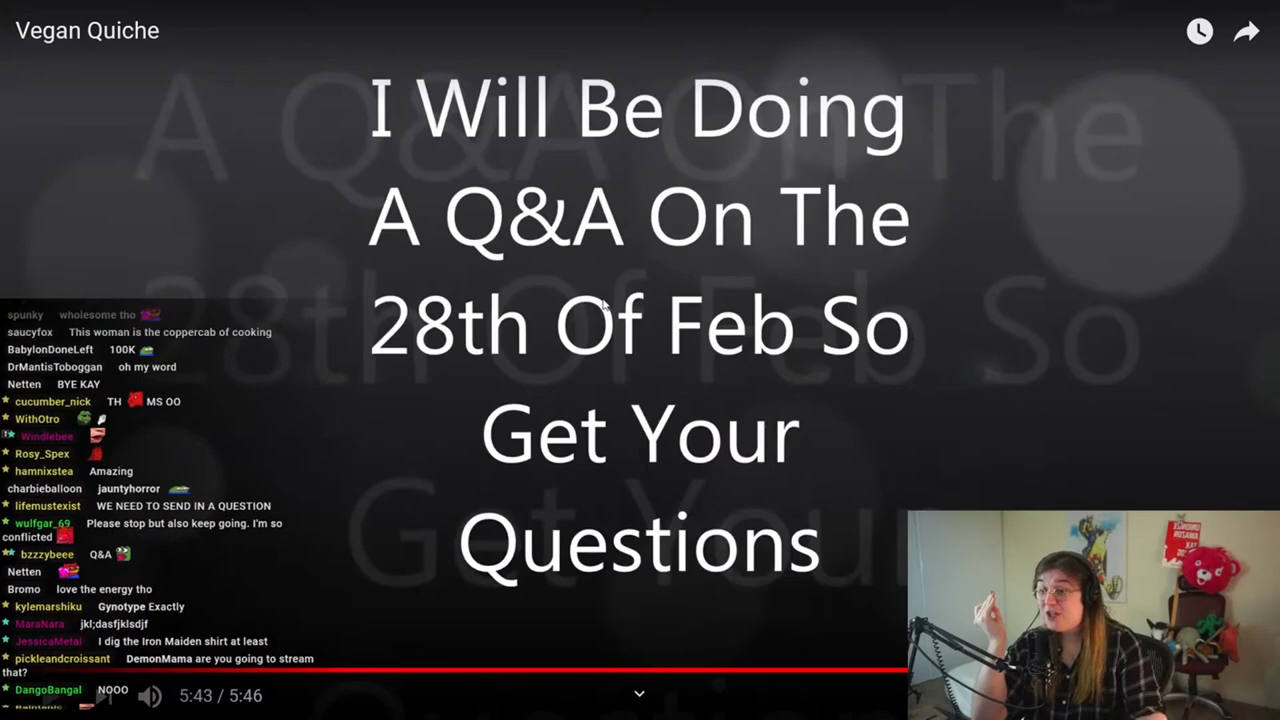 Vegan Quiche
I Will Be Doing
A Q&A On The
28th Of Feb So
Get Your
Questions
spunky wholesome tho
saucyfox This woman is the coppercab of cooking
BabylonDoneLeft 100K
DrMantisToboggan oh my word
Netten BYE KAY
cucumber_nick TH MS OO
WithOtro
Windlebee
Rosy_Spex
hamnixstea Amazing
charbieballoon jauntyhorror
lifemustexist WE NEED TO SEND IN A QUESTION
wulfgar_69 Please stop but also keep going. I'm so
conflicted
bzzzybeee Q&A
Netten
Bromo love the energy tho
kylemarshiku Gynotype Exactly
MaraNara jkl;dasfjklsdjf
JessicaMetal I dig the Iron Maiden shirt at least
pickleandcroissant DemonMama are you going to stream
that?
DangoBangal NOOO
5:43 / 5:46